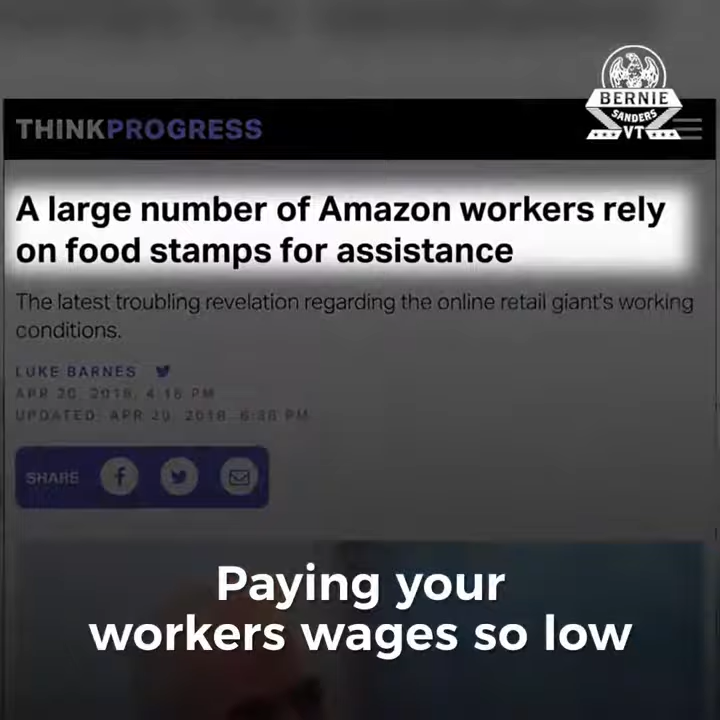 THINKPROGRESS
BERNIE
SANDERS
VT
A large number of Amazon workers rely
on food stamps for assistance
The latest troubling revelation regarding the online retail giant's working
conditions.
LUKE BARNES
APR 20, 2018, 4:16 PM
UPDATED: APR 20, 2018, 6:38 PM
SHARE
Paying your
workers wages so low